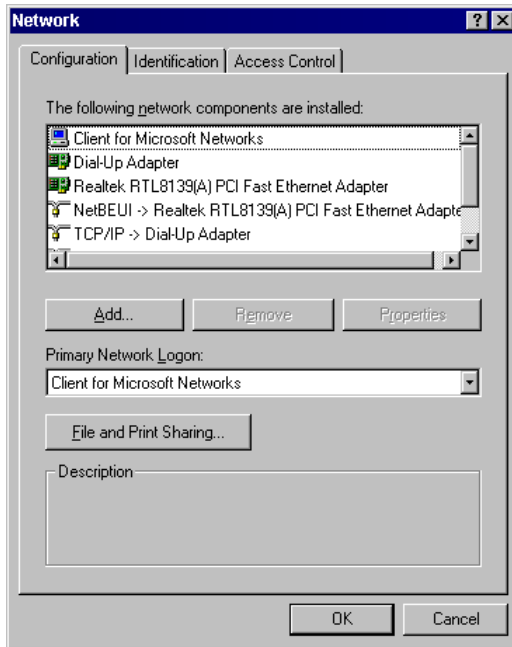 Network
Configuration Identification Access Control
The following network components are installed:
Client for Microsoft Networks
Dial-Up Adapter
Realtek RTL8139(A) PCI Fast Ethernet Adapter
NetBEUI -> Realtek RTL8139(A) PCI Fast Ethernet Adapte
TCP/IP -> Dial-Up Adapter
Add... Remove Properties
Primary Network Logon:
Client for Microsoft Networks
File and Print Sharing...
Description
OK Cancel